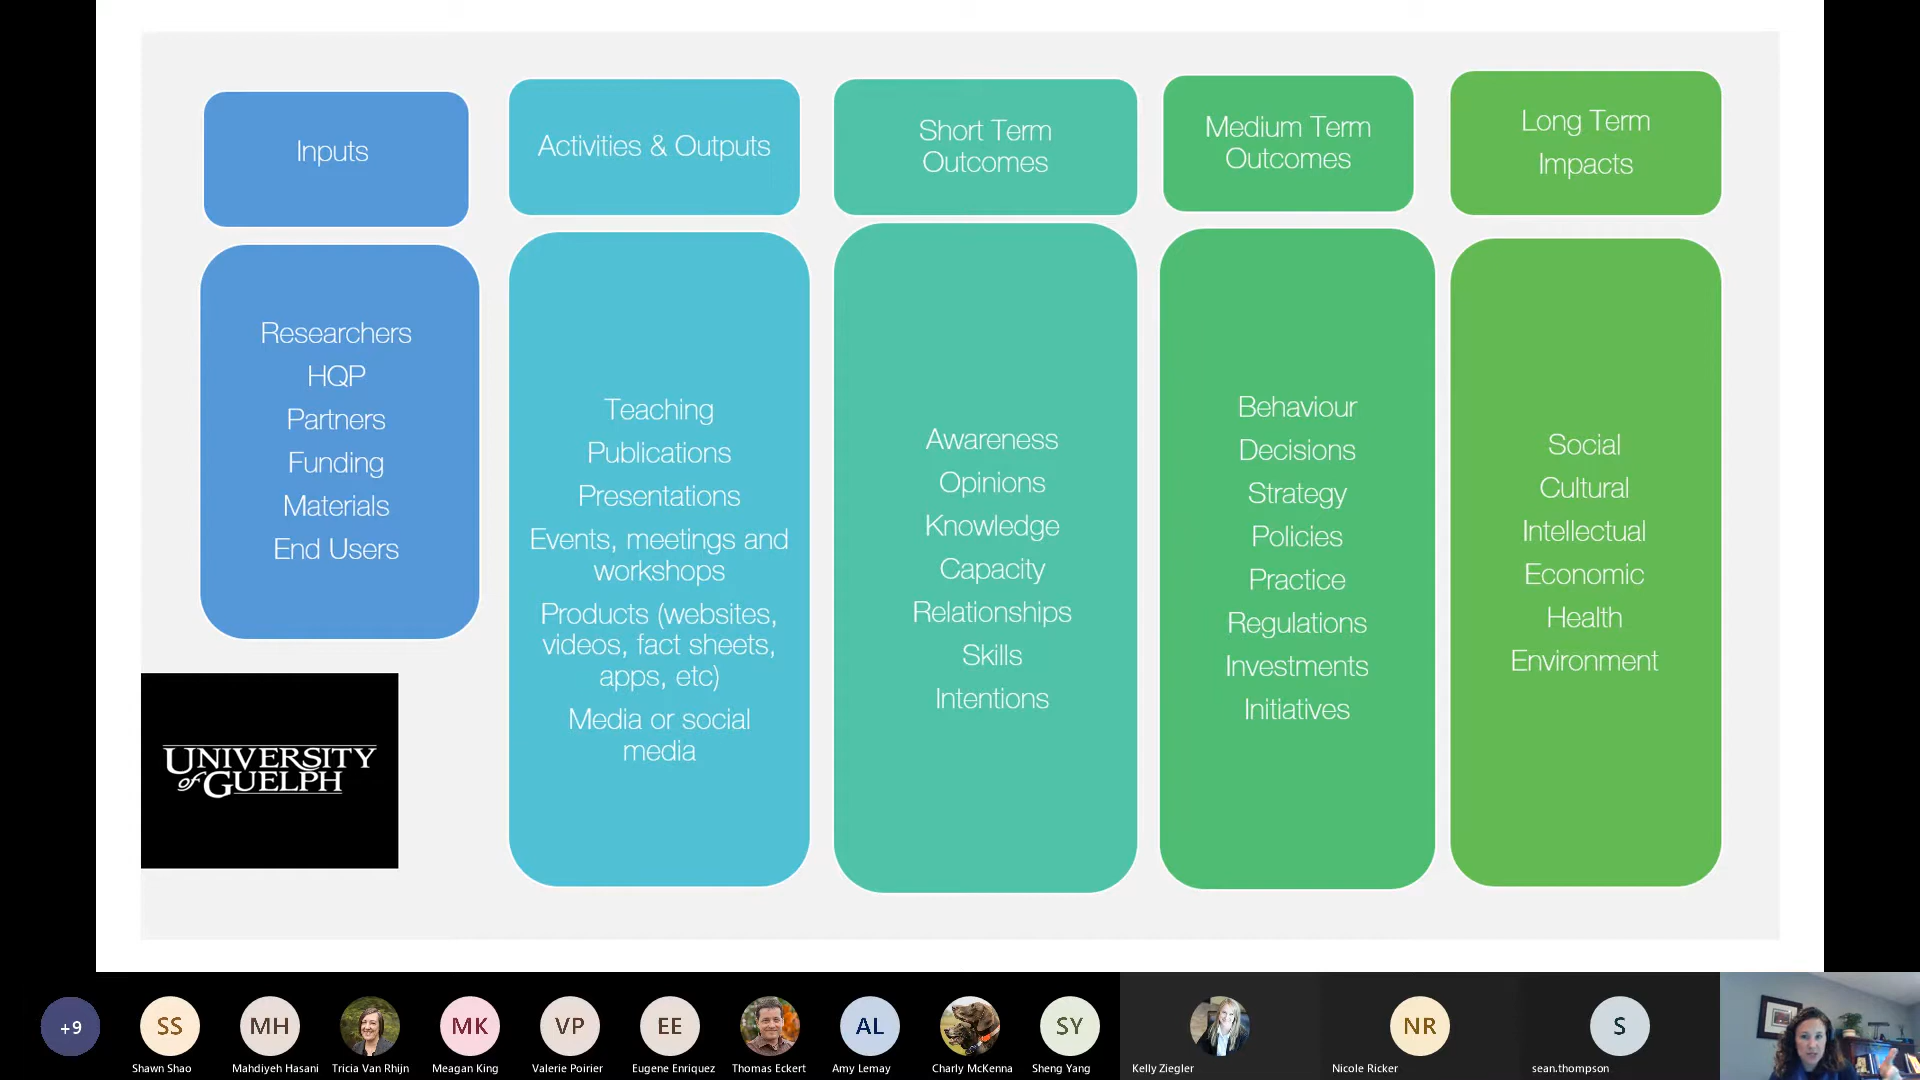 Inputs
Researchers
HQP
Partners
Funding
Materials
End Users
Activities & Outputs
Teaching
Publications
Presentations
Events, meetings and
workshops
Products (websites,
videos, fact sheets,
apps, etc)
Media or social
media
Short Term
Outcomes
Awareness
Opinions
Knowledge
Capacity
Relationships
Skills
Intentions
Medium Term
Outcomes
Behaviour
Decisions
Strategy
Policies
Practice
Regulations
Investments
Initiatives
Long Term
Impacts
Social
Cultural
Intellectual
Economic
Health
Environment
UNIVERSITY
of GUELPH
+9
SS
Shawn Shao
MH
Mahdiyeh Hasani
Tricia Van Rhijn
MK
Meagan King
VP
Valerie Poirier
EE
Eugene Enriquez
Thomas Eckert
AL
Amy Lemay
Charly McKenna
SY
Sheng Yang
Kelly Ziegler
NR
Nicole Ricker
S
sean.thompson